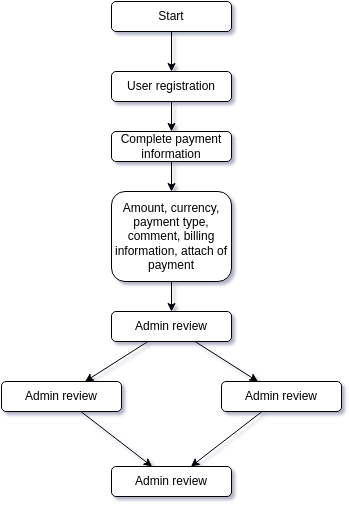 Start
User registration
Complete payment
information
Amount, currency,
payment type,
comment, billing
information, attach of
payment
Admin review
Admin review
Admin review
Admin review